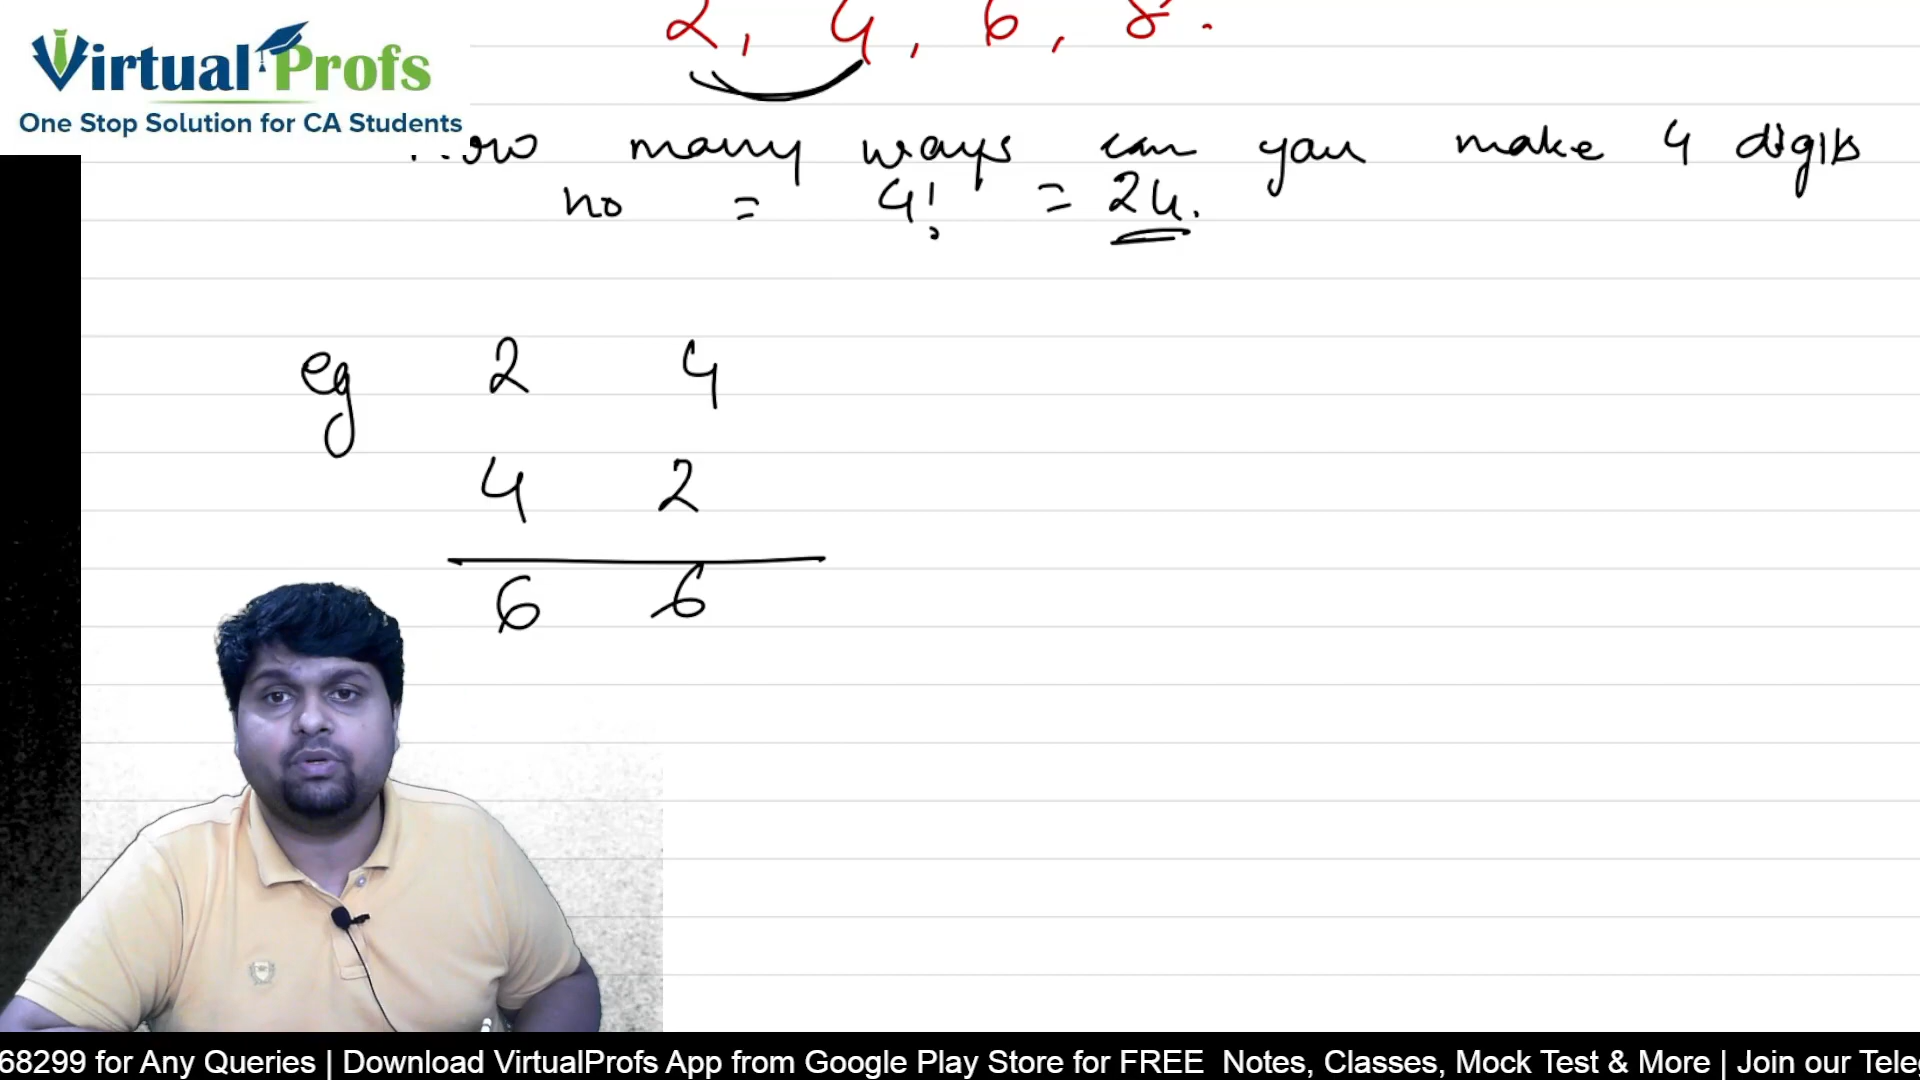 2, 4, 6, 8.
Virtual Profs
One Stop Solution for CA Students
many ways can you make 4 digits
no = 4! = 24.
eg 2 4
4 2
6 6
68299 for Any Queries | Download VirtualProfs App from Google Play Store for FREE Notes, Classes, Mock Test & More | Join our Tele